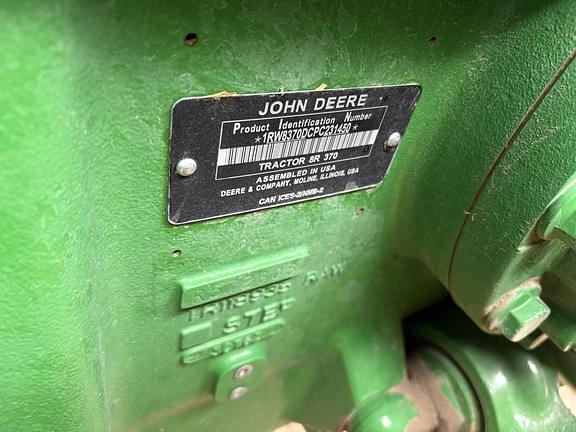 JOHN DEERE
Product Identification Number
*1RW8370DCPC231450*
TRACTOR 8R 370
ASSEMBLED IN USA
DEERE & COMPANY, MOLINE, ILLINOIS, USA
CAN ICES-2/NMB-2
RAW